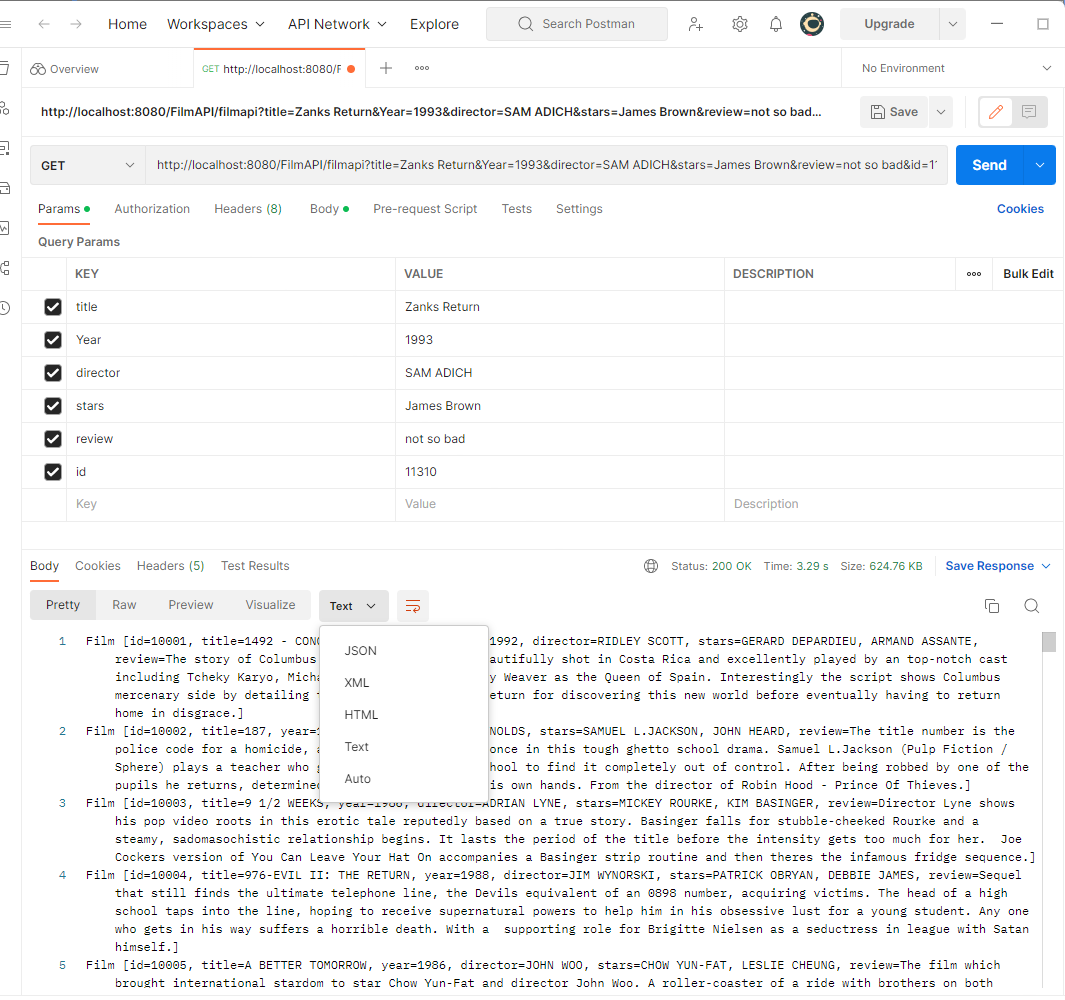 Home Workspaces API Network Explore Search Postman Upgrade
Overview GET http://localhost:8080/F No Environment
http://localhost:8080/FilmAPI/filmapi?title=Zanks Return&Year=1993&director=SAM ADICH&stars=James Brown&review=not so bad... Save
GET http://localhost:8080/FilmAPI/filmapi?title=Zanks Return&Year=1993&director=SAM ADICH&stars=James Brown&review=not so bad&id=1 Send
Params Authorization Headers (8) Body Pre-request Script Tests Settings Cookies
Query Params
KEY VALUE DESCRIPTION Bulk Edit
title Zanks Return
Year 1993
director SAM ADICH
stars James Brown
review not so bad
id 11310
Key Value Description
Body Cookies Headers (5) Test Results Status: 200 OK Time: 3.29 s Size: 624.76 KB Save Response
Pretty Raw Preview Visualize Text
JSON
XML
HTML
Text
Auto
1 Film [id=10001, title=1492 - CON 1992, director=RIDLEY SCOTT, stars=GERARD DEPARDIEU, ARMAND ASSANTE,
review=The story of Columbus autifully shot in Costa Rica and excellently played by an top-notch cast
including Tcheky Karyo, Mich y Weaver as the Queen of Spain. Interestingly the script shows Columbus
mercenary side by detailing eturn for discovering this new world before eventually having to return
home in disgrace.]
2 Film [id=10002, title=187, year=1 NOLDS, stars=SAMUEL L.JACKSON, JOHN HEARD, review=The title number is the
police code for a homicide, once in this tough ghetto school drama. Samuel L.Jackson (Pulp Fiction /
Sphere) plays a teacher who g hool to find it completely out of control. After being robbed by one of the
pupils he returns, determine is own hands. From the director of Robin Hood - Prince Of Thieves.]
3 Film [id=10003, title=9 1/2 WEEKS, year=1986, director=ADRIAN LYNE, stars=MICKEY ROURKE, KIM BASINGER, review=Director Lyne shows
his pop video roots in this erotic tale reputedly based on a true story. Basinger falls for stubble-cheeked Rourke and a
steamy, sadomasochistic relationship begins. It lasts the period of the title before the intensity gets too much for her. Joe
Cockers version of You Can Leave Your Hat On accompanies a Basinger strip routine and then theres the infamous fridge sequence.]
4 Film [id=10004, title=976-EVIL II: THE RETURN, year=1988, director=JIM WYNORSKI, stars=PATRICK OBRYAN, DEBBIE JAMES, review=Sequel
that still finds the ultimate telephone line, the Devils equivalent of an 0898 number, acquiring victims. The head of a high
school taps into the line, hoping to receive supernatural powers to help him in his obsessive lust for a young student. Any one
who gets in his way suffers a horrible death. With a supporting role for Brigitte Nielsen as a seductress in league with Satan
himself.]
5 Film [id=10005, title=A BETTER TOMORROW, year=1986, director=JOHN WOO, stars=CHOW YUN-FAT, LESLIE CHEUNG, review=The film which
brought international stardom to star Chow Yun-Fat and director John Woo. A roller-coaster of a ride with brothers on both